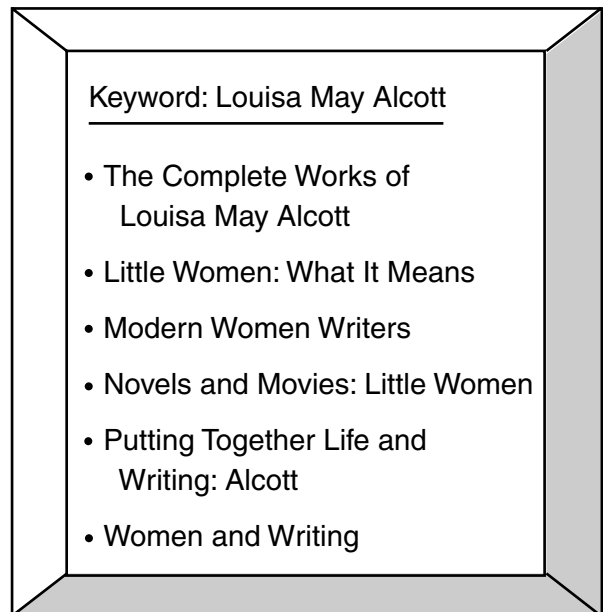 Keyword: Louisa May Alcott
• The Complete Works of
Louisa May Alcott
• Little Women: What It Means
• Modern Women Writers
• Novels and Movies: Little Women
• Putting Together Life and
Writing: Alcott
• Women and Writing